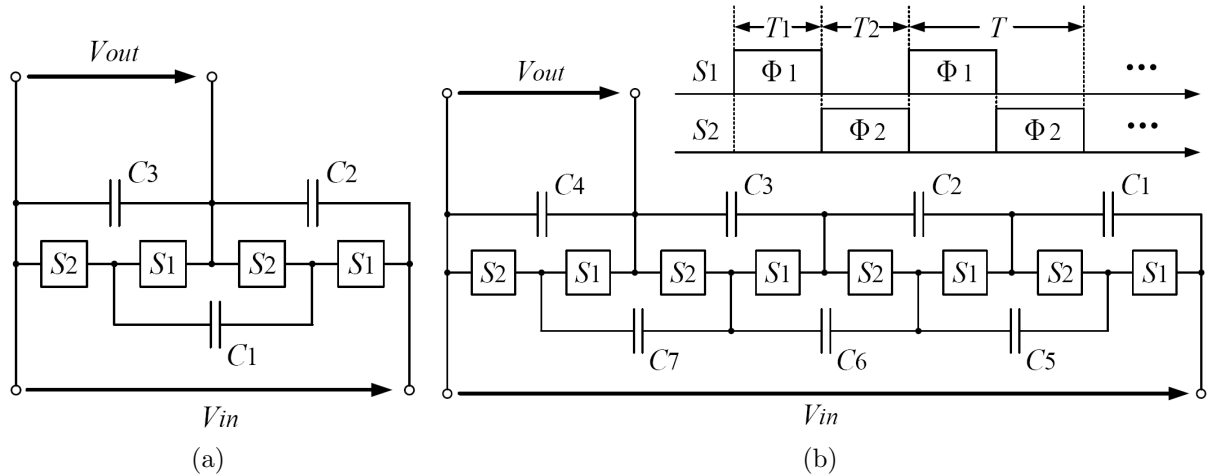 Vout
C3
C2
S2 S1 S2 S1
C1
Vin
(a)
T1 T2 T
S1 Φ1 Φ1 •••
S2 Φ2 Φ2 •••
Vout
C4 C3 C2 C1
S2 S1 S2 S1 S2 S1 S2 S1
C7 C6 C5
Vin
(b)